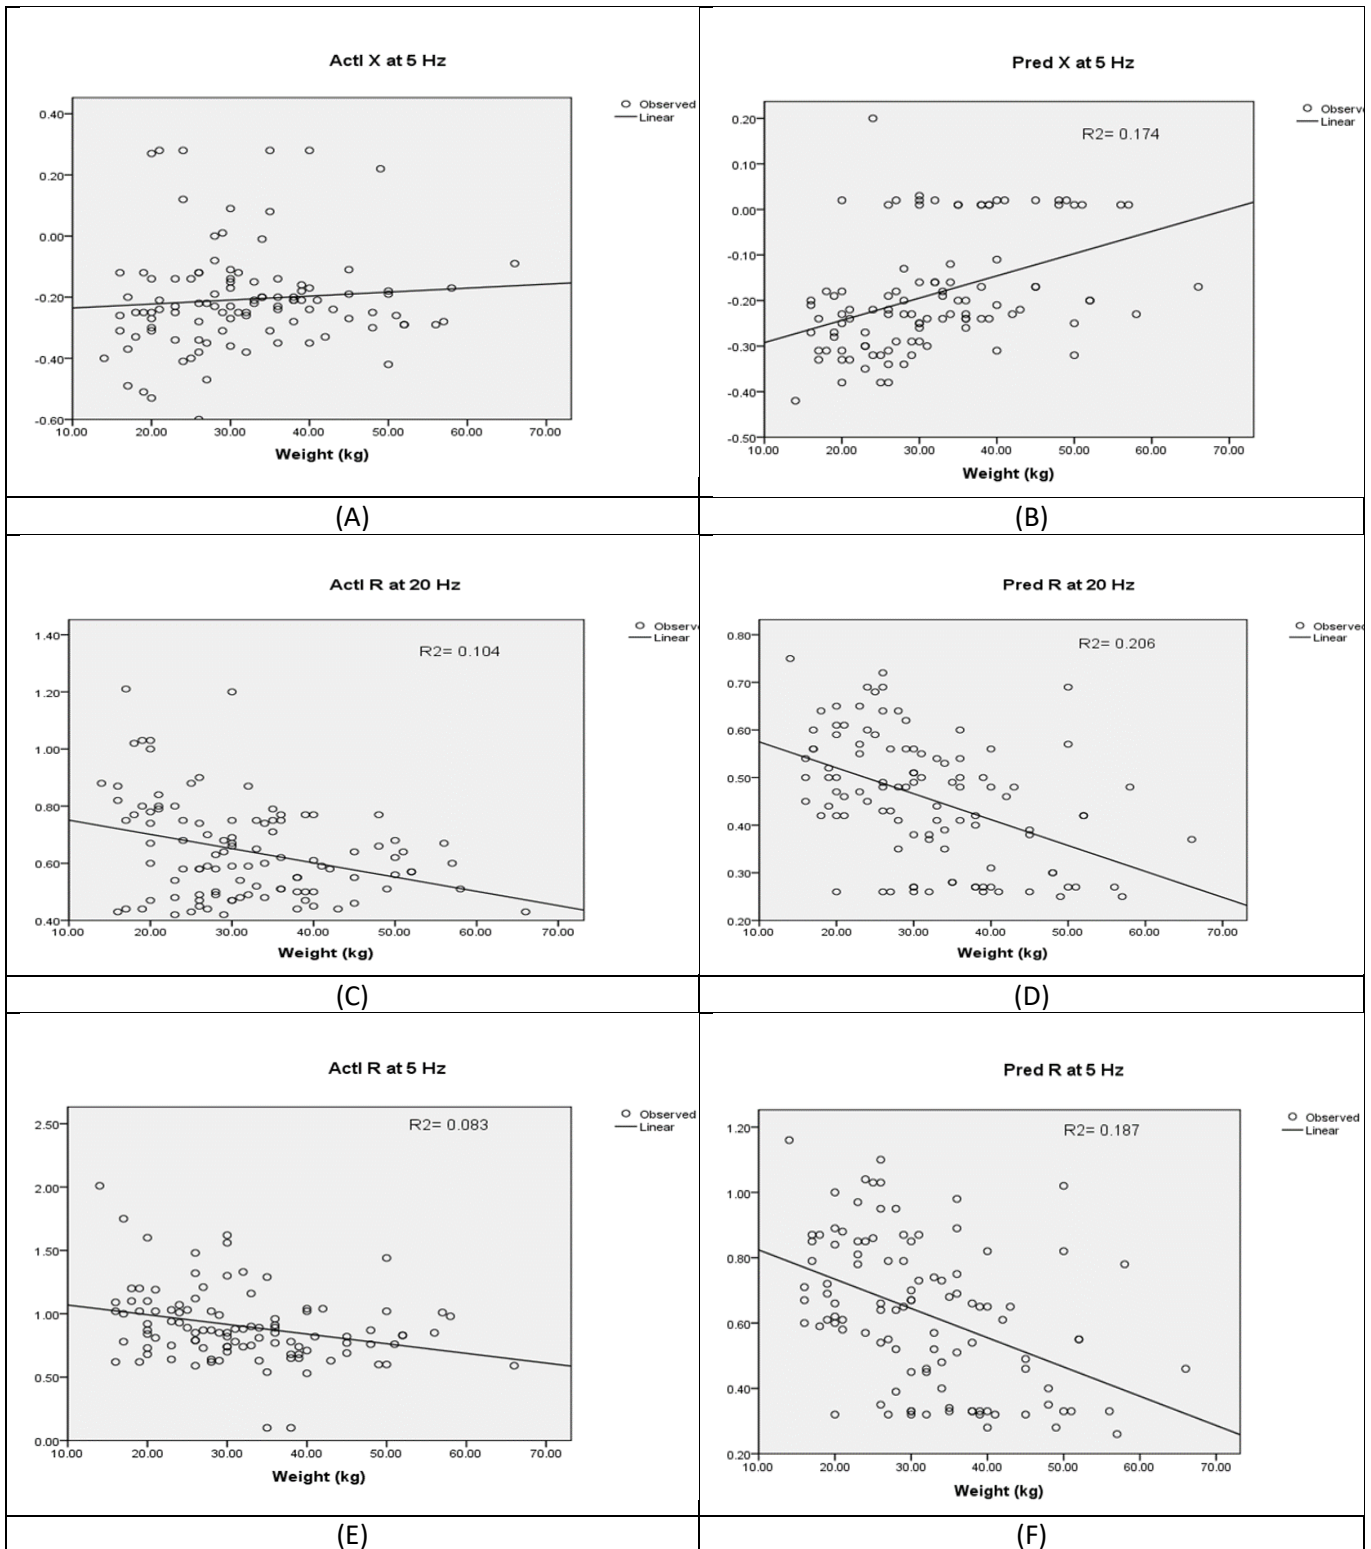 Actl X at 5 Hz
Observed
Linear
0.40
0.20
0.00
-0.20
-0.40
-0.60
10.00 20.00 30.00 40.00 50.00 60.00 70.00
Weight (kg)
(A)
Pred X at 5 Hz
Observe
Linear
R2= 0.174
0.20
0.10
0.00
-0.10
-0.20
-0.30
-0.40
-0.50
10.00 20.00 30.00 40.00 50.00 60.00 70.00
Weight (kg)
(B)
Actl R at 20 Hz
Observe
Linear
R2= 0.104
1.40
1.20
1.00
0.80
0.60
0.40
10.00 20.00 30.00 40.00 50.00 60.00 70.00
Weight (kg)
(C)
Pred R at 20 Hz
Observe
Linear
R2= 0.206
0.80
0.70
0.60
0.50
0.40
0.30
0.20
10.00 20.00 30.00 40.00 50.00 60.00 70.00
Weight (kg)
(D)
Actl R at 5 Hz
Observed
Linear
R2= 0.083
2.50
2.00
1.50
1.00
0.50
0.00
10.00 20.00 30.00 40.00 50.00 60.00 70.00
Weight (kg)
(E)
Pred R at 5 Hz
Observed
Linear
R2= 0.187
1.20
1.00
0.80
0.60
0.40
0.20
10.00 20.00 30.00 40.00 50.00 60.00 70.00
Weight (kg)
(F)